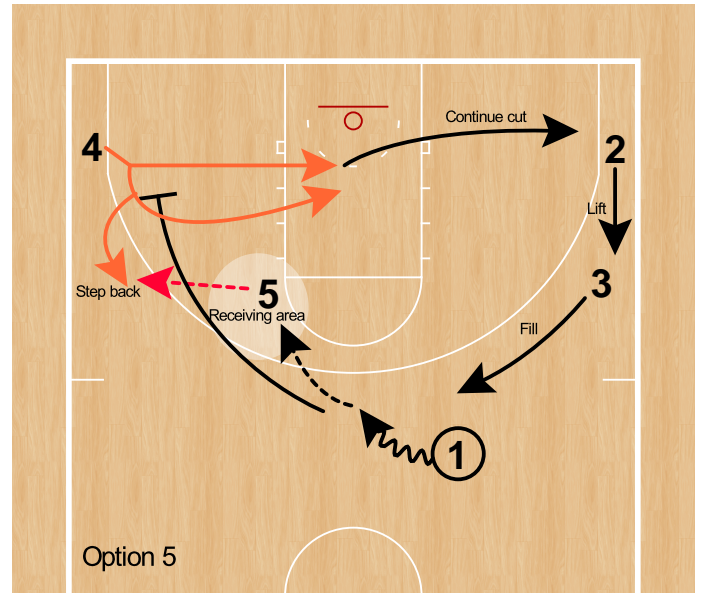 Continue cut
4
2
Lift
Step back
5
3
Receiving area
Fill
1
Option 5